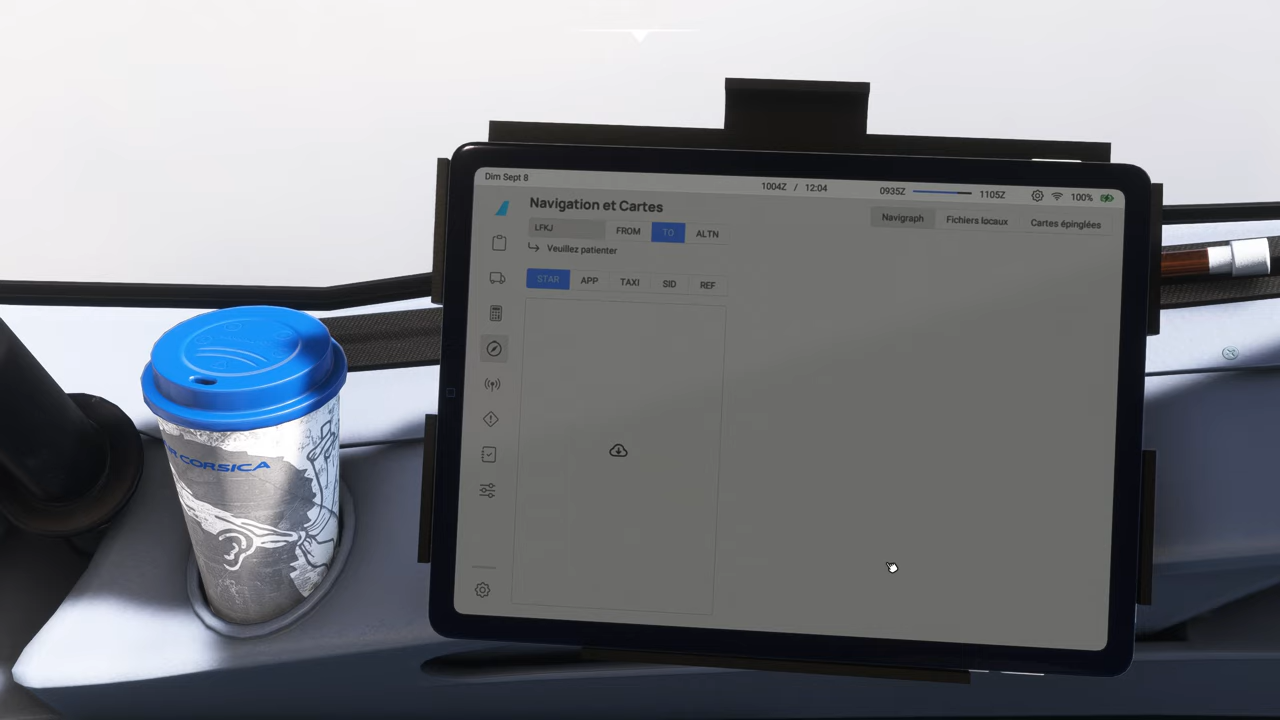 Dim Sept 8
1004Z / 12:04
0935Z
1105Z
100%
Navigation et Cartes
Navigraph
Fichiers locaux
Cartes épinglées
LFKJ
FROM
TO
ALTN
Veuillez patienter
STAR
APP
TAXI
SID
REF
R CORSICA